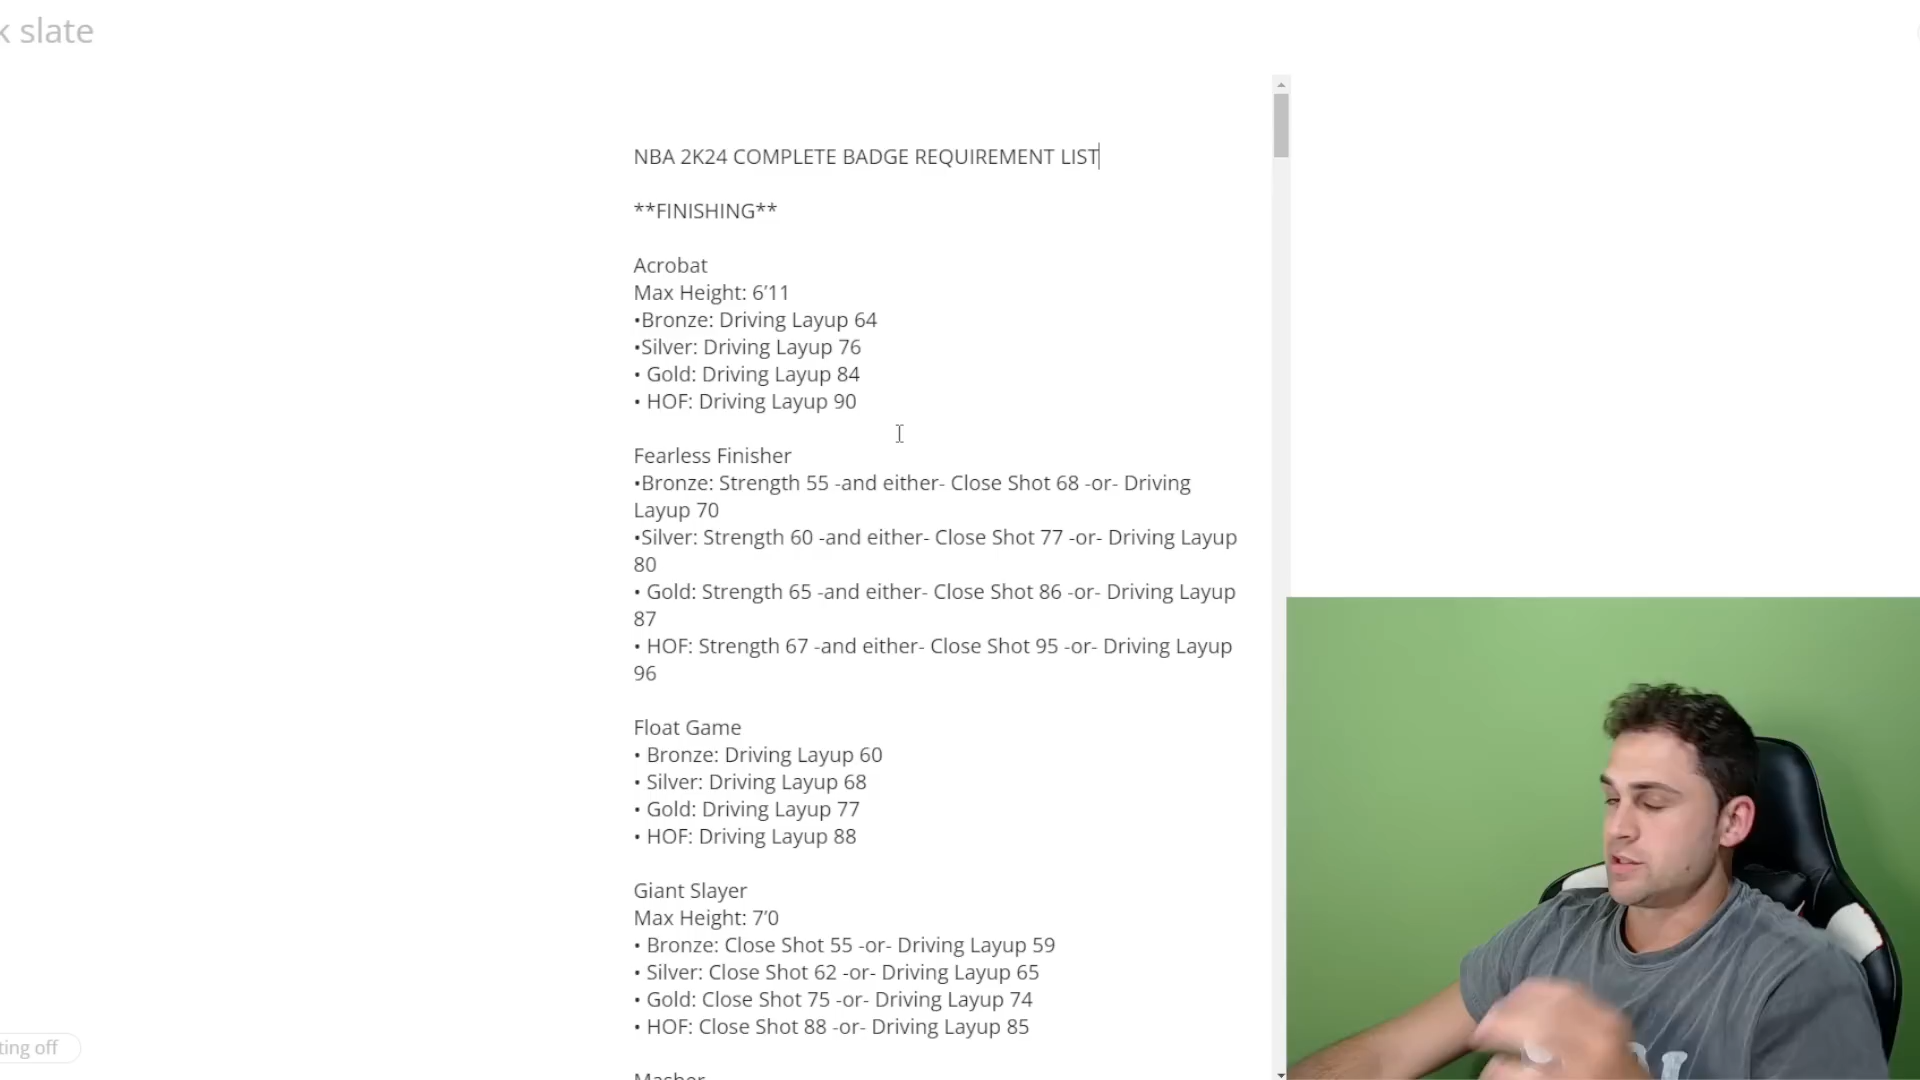 k slate
NBA 2K24 COMPLETE BADGE REQUIREMENT LIST
**FINISHING**
Acrobat
Max Height: 6’11
•Bronze: Driving Layup 64
•Silver: Driving Layup 76
• Gold: Driving Layup 84
• HOF: Driving Layup 90
Fearless Finisher
•Bronze: Strength 55 -and either- Close Shot 68 -or- Driving
Layup 70
•Silver: Strength 60 -and either- Close Shot 77 -or- Driving Layup
80
• Gold: Strength 65 -and either- Close Shot 86 -or- Driving Layup
87
• HOF: Strength 67 -and either- Close Shot 95 -or- Driving Layup
96
Float Game
• Bronze: Driving Layup 60
• Silver: Driving Layup 68
• Gold: Driving Layup 77
• HOF: Driving Layup 88
Giant Slayer
Max Height: 7’0
• Bronze: Close Shot 55 -or- Driving Layup 59
• Silver: Close Shot 62 -or- Driving Layup 65
• Gold: Close Shot 75 -or- Driving Layup 74
• HOF: Close Shot 88 -or- Driving Layup 85
ting off